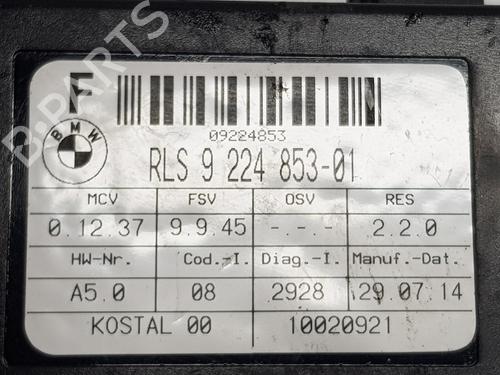 F
09224853
BMW
RLS 9 224 853-01
MCV FSV OSV RES
0.12.37 9.9.45 -.-.- 2.2.0
HW-Nr. Cod.-I. Diag.-I. Manuf.-Dat.
A5.0 08 2928 29 07 14
KOSTAL 00 10020921
B-PARTS